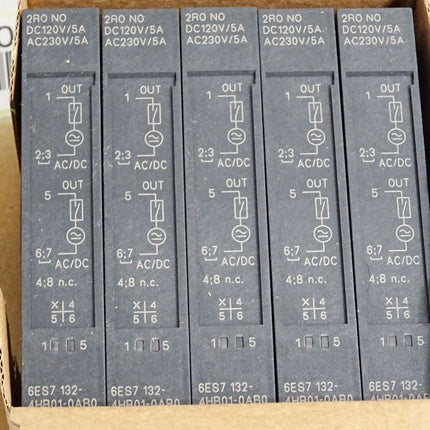 2RO NO
DC120V/5A
AC230V/5A
OUT
1
2;3 AC/DC
OUT
5
6;7
AC/DC
4;8 n.c.
X 4
5 6
1 5
6ES7 132-
4HB01-0AB0
2RO NO
DC120V/5A
AC230V/5A
OUT
1
2;3 AC/DC
OUT
5
6;7
AC/DC
4;8 n.c.
X 4
5 6
1 5
6ES7 132-
4HB01-0AB0
2RO NO
DC120V/5A
AC230V/5A
OUT
1
2;3 AC/DC
OUT
5
6;7
AC/DC
4;8 n.c.
X 4
5 6
1 5
6ES7 132-
4HB01-0AB0
2RO NO
DC120V/5A
AC230V/5A
OUT
1
2;3 AC/DC
OUT
5
6;7
AC/DC
4;8 n.c.
X 4
5 6
1 5
6ES7 132-
4HB01-0AB0
2RO NO
DC120V/5A
AC230V/5A
OUT
1
2;3 AC/DC
OUT
5
6;7
AC/DC
4;8 n.c.
X 4
5 6
1 5
6ES7 132-
4HB01-0AB0